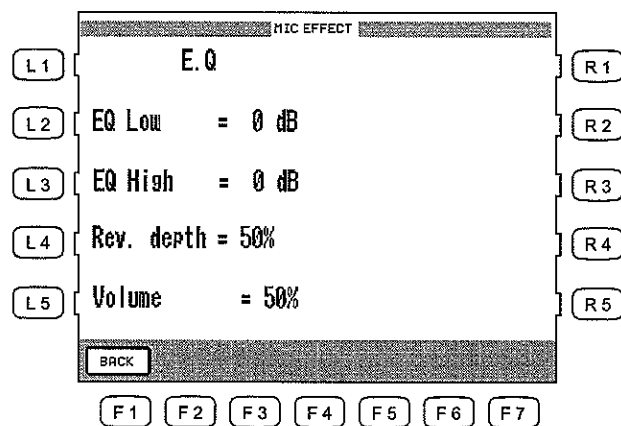 MIC EFFECT
L1 E.Q R1
L2 EQ Low = 0 dB R2
L3 EQ High = 0 dB R3
L4 Rev. depth = 50% R4
L5 Volume = 50% R5
BACK
F1 F2 F3 F4 F5 F6 F7